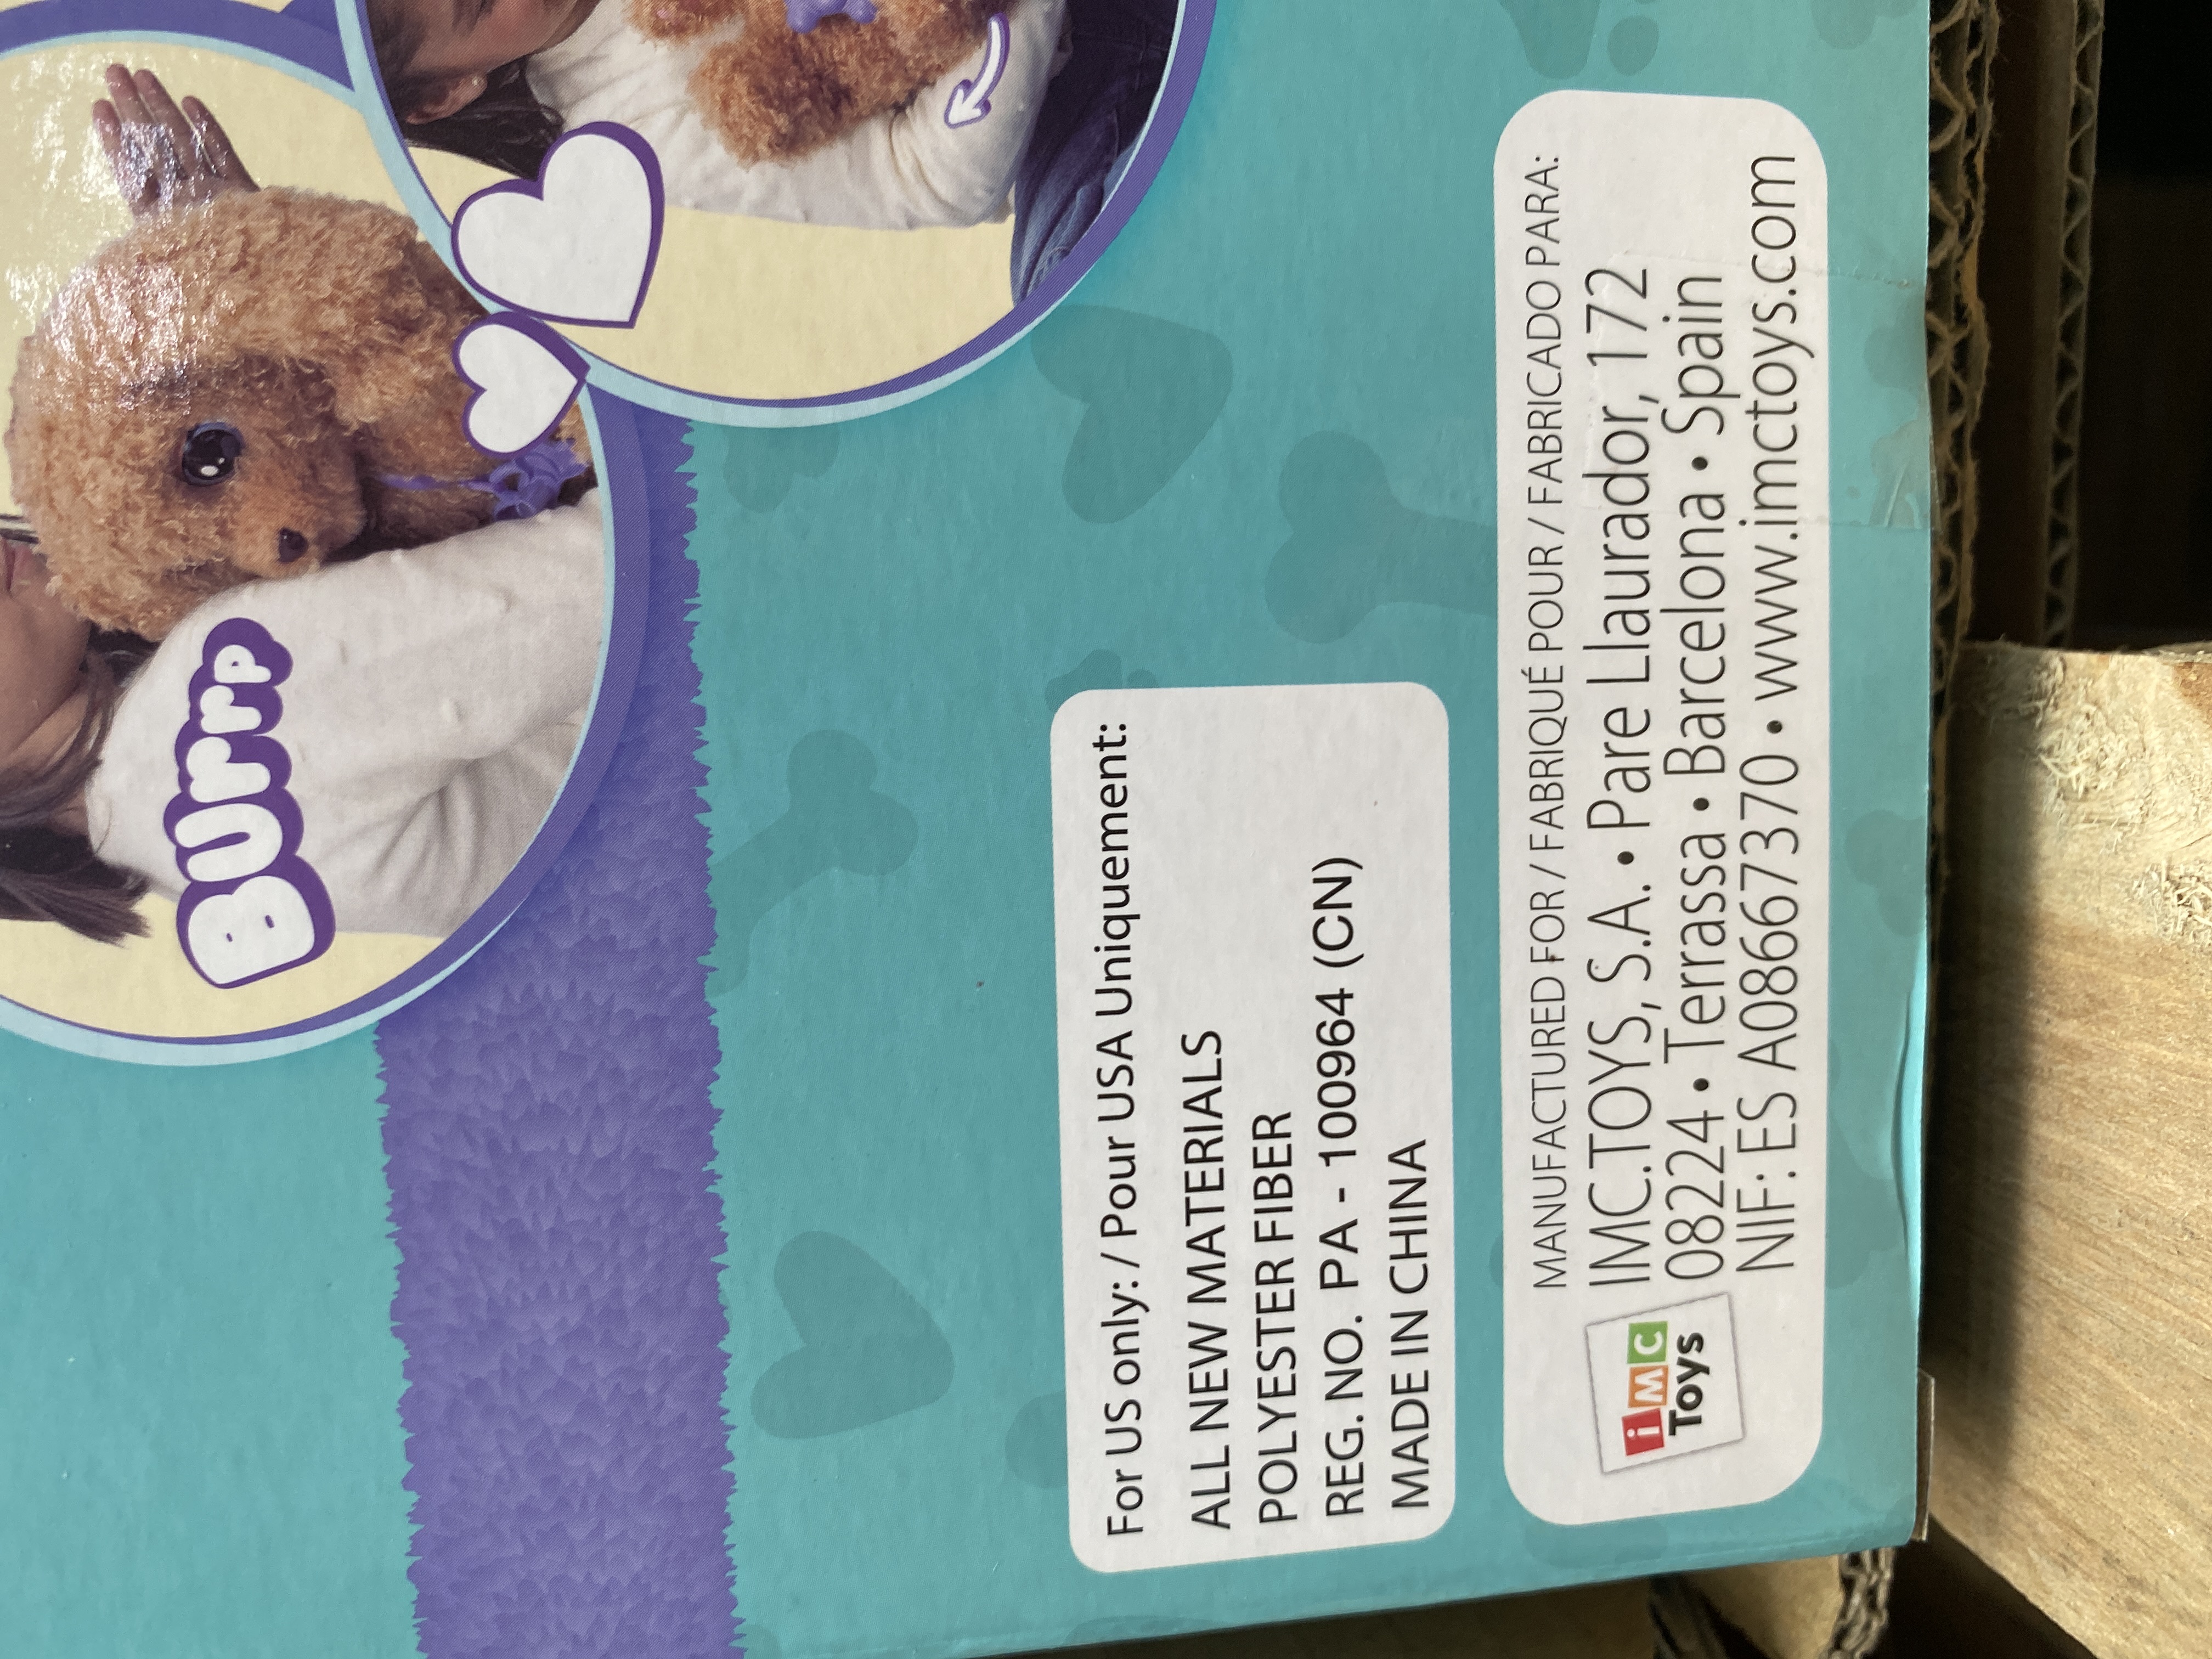 BUrrp
For US only: / Pour USA Uniquement:
ALL NEW MATERIALS
POLYESTER FIBER
REG. NO. PA - 100964 (CN)
MADE IN CHINA
MANUFACTURED FOR / FABRIQUÉ POUR / FABRICADO PARA:
IMC.TOYS, S.A. • Pare Llaurador, 172
08224 • Terrassa • Barcelona • Spain
NIF: ES A08667370 • www.imctoys.com
iMC
Toys